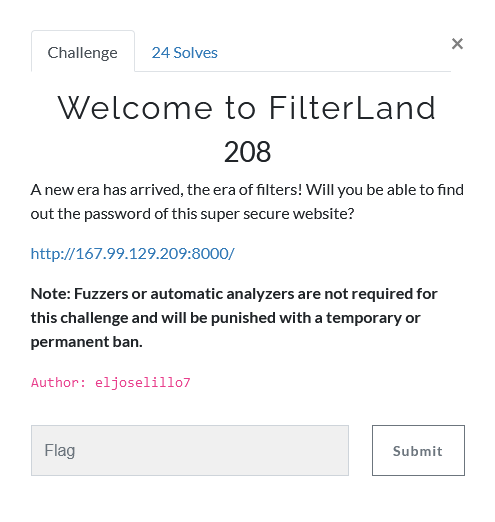 Challenge
24 Solves
×
Welcome to FilterLand
208
A new era has arrived, the era of filters! Will you be able to find
out the password of this super secure website?
http://167.99.129.209:8000/
Note: Fuzzers or automatic analyzers are not required for
this challenge and will be punished with a temporary or
permanent ban.
Author: eljoselillo7
Flag
Submit